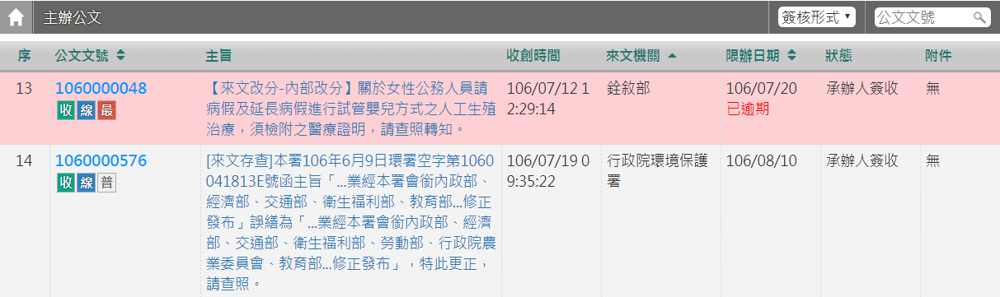 主辦公文 簽核形式 公文文號
序 公文文號 主旨 收創時間 來文機關 限辦日期 狀態 附件
13 1060000048 【來文改分-內部改分】關於女性公務人員請 106/07/12 1 銓敘部 106/07/20 承辦人簽收 無
收 線 最 病假及延長病假進行試管嬰兒方式之人工生殖 2:29:14 已逾期
治療，須檢附之醫療證明，請查照轉知。
14 1060000576 [來文存查]本署106年6月9日環署空字第1060 106/07/19 0 行政院環境保護 106/08/10 承辦人簽收 無
收 線 普 041813E號函主旨「...業經本署會銜內政部、 9:35:22 署
經濟部、交通部、衛生福利部、教育部...修正
發布」誤繕為「...業經本署會銜內政部、經濟
部、交通部、衛生福利部、勞動部、行政院農
業委員會、教育部...修正發布」，特此更正，
請查照。